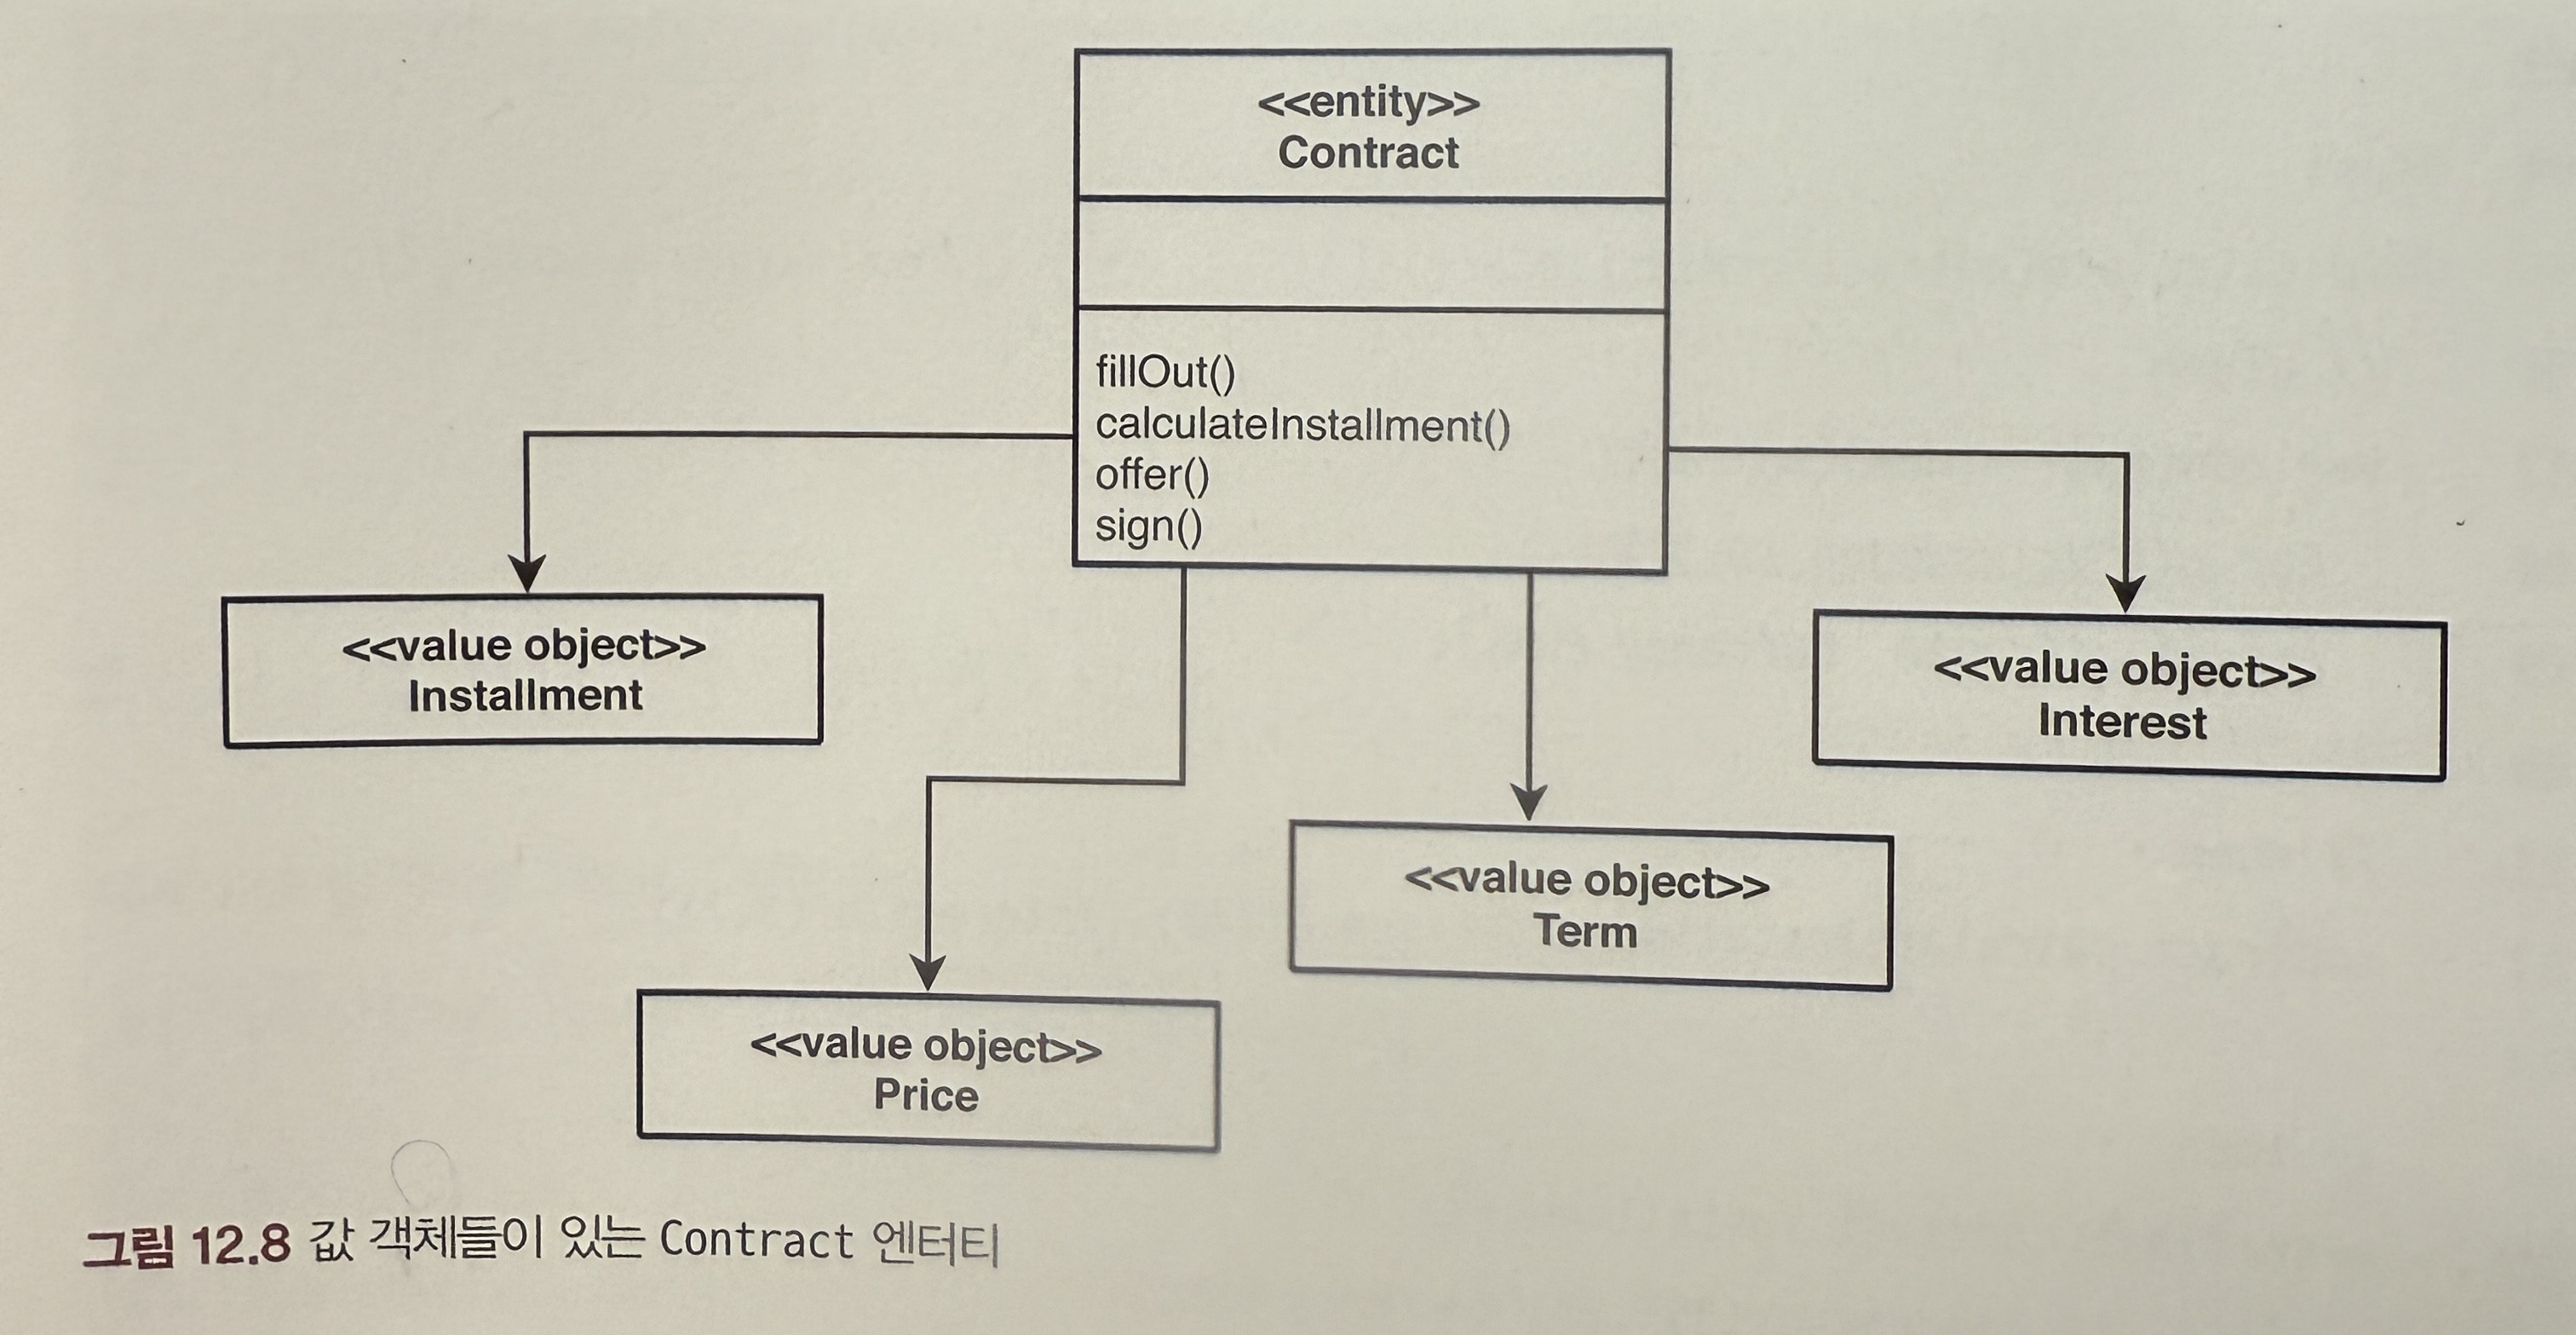 <<entity>>
Contract
fillOut()
calculateInstallment()
offer()
sign()
<<value object>>
Installment
<<value object>>
Interest
<<value object>>
Term
<<value object>>
Price
그림 12.8 값 객체들이 있는 Contract 엔터티